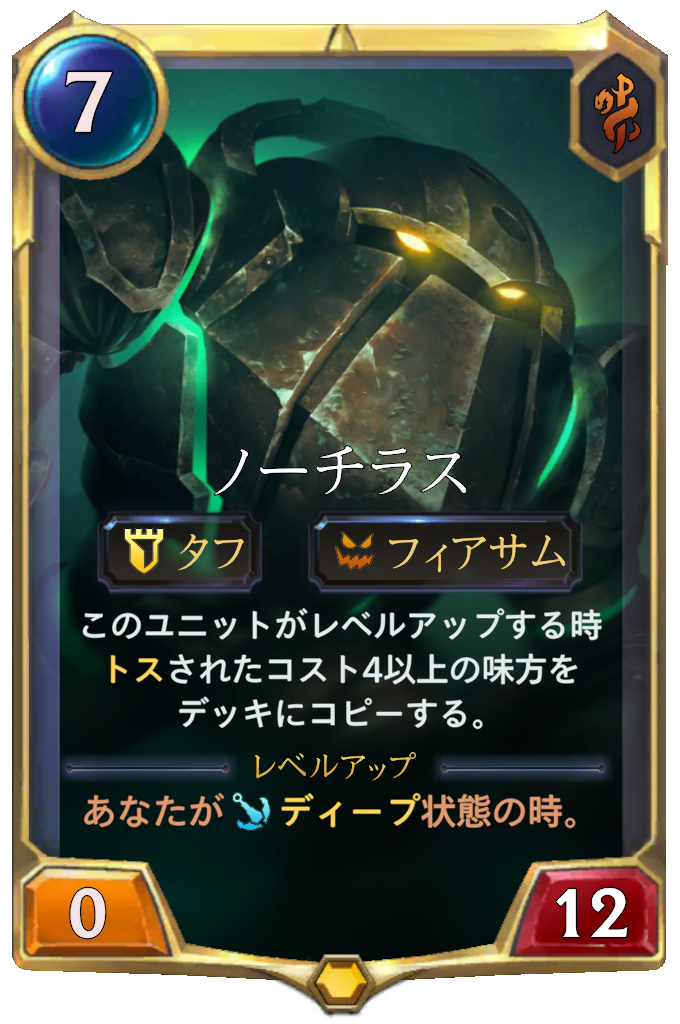 7
ノーチラス
タフ フィアサム
このユニットがレベルアップする時
トスされたコスト4以上の味方を
デッキにコピーする。
レベルアップ
あなたがディープ状態の時。
0 12